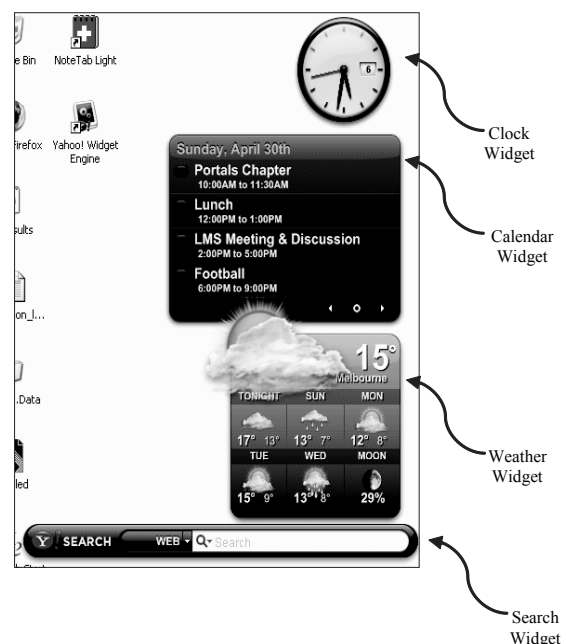 e Bin
NoteTab Light
6
Firefox
Yahoo! Widget
Engine
Clock
Widget
Sunday, April 30th
Portals Chapter
10:00AM to 11:30AM
Lunch
12:00PM to 1:00PM
LMS Meeting & Discussion
2:00PM to 5:00PM
Football
6:00PM to 9:00PM
Calendar
Widget
sults
on_l...
15°
Melbourne
TONIGHT SUN MON
17° 13° 13° 7° 12° 8°
TUE WED MOON
15° 9° 13° 8° 29%
.Data
Weather
Widget
led
Y! SEARCH WEB Search
Search
Widget